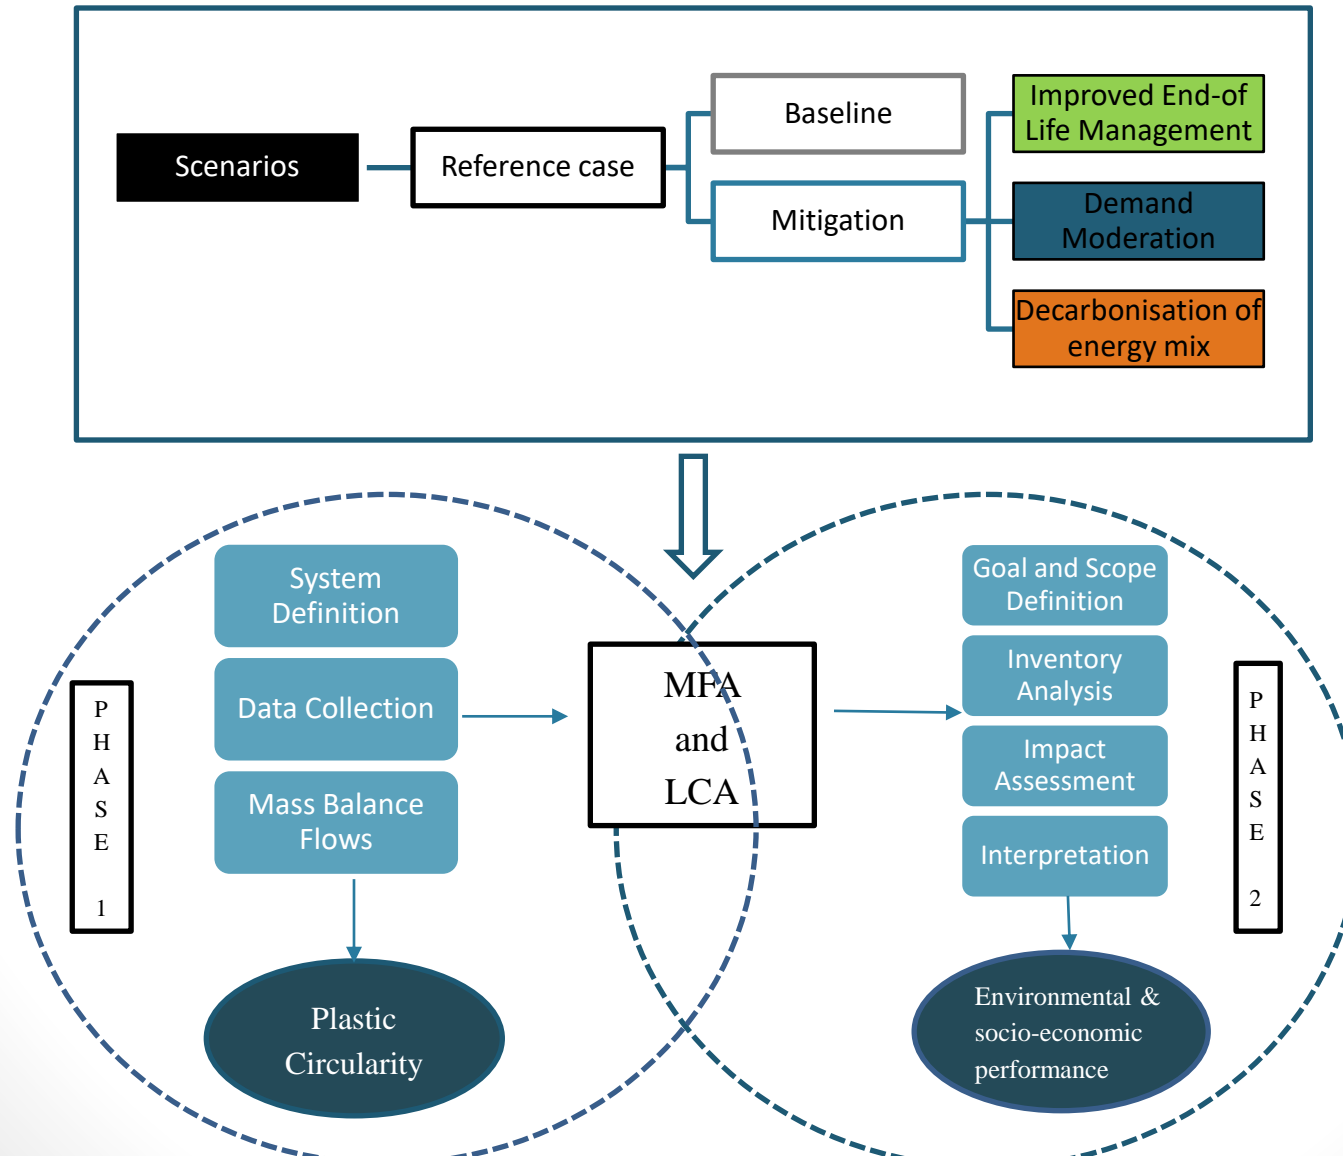 Scenarios
Reference case
Baseline
Mitigation
Improved End-of
Life Management
Demand
Moderation
Decarbonisation of
energy mix
P
H
A
S
E
1
System
Definition
Data Collection
Mass Balance
Flows
Plastic
Circularity
MFA
and
LCA
Goal and Scope
Definition
Inventory
Analysis
Impact
Assessment
Interpretation
Environmental &
socio-economic
performance
P
H
A
S
E
2